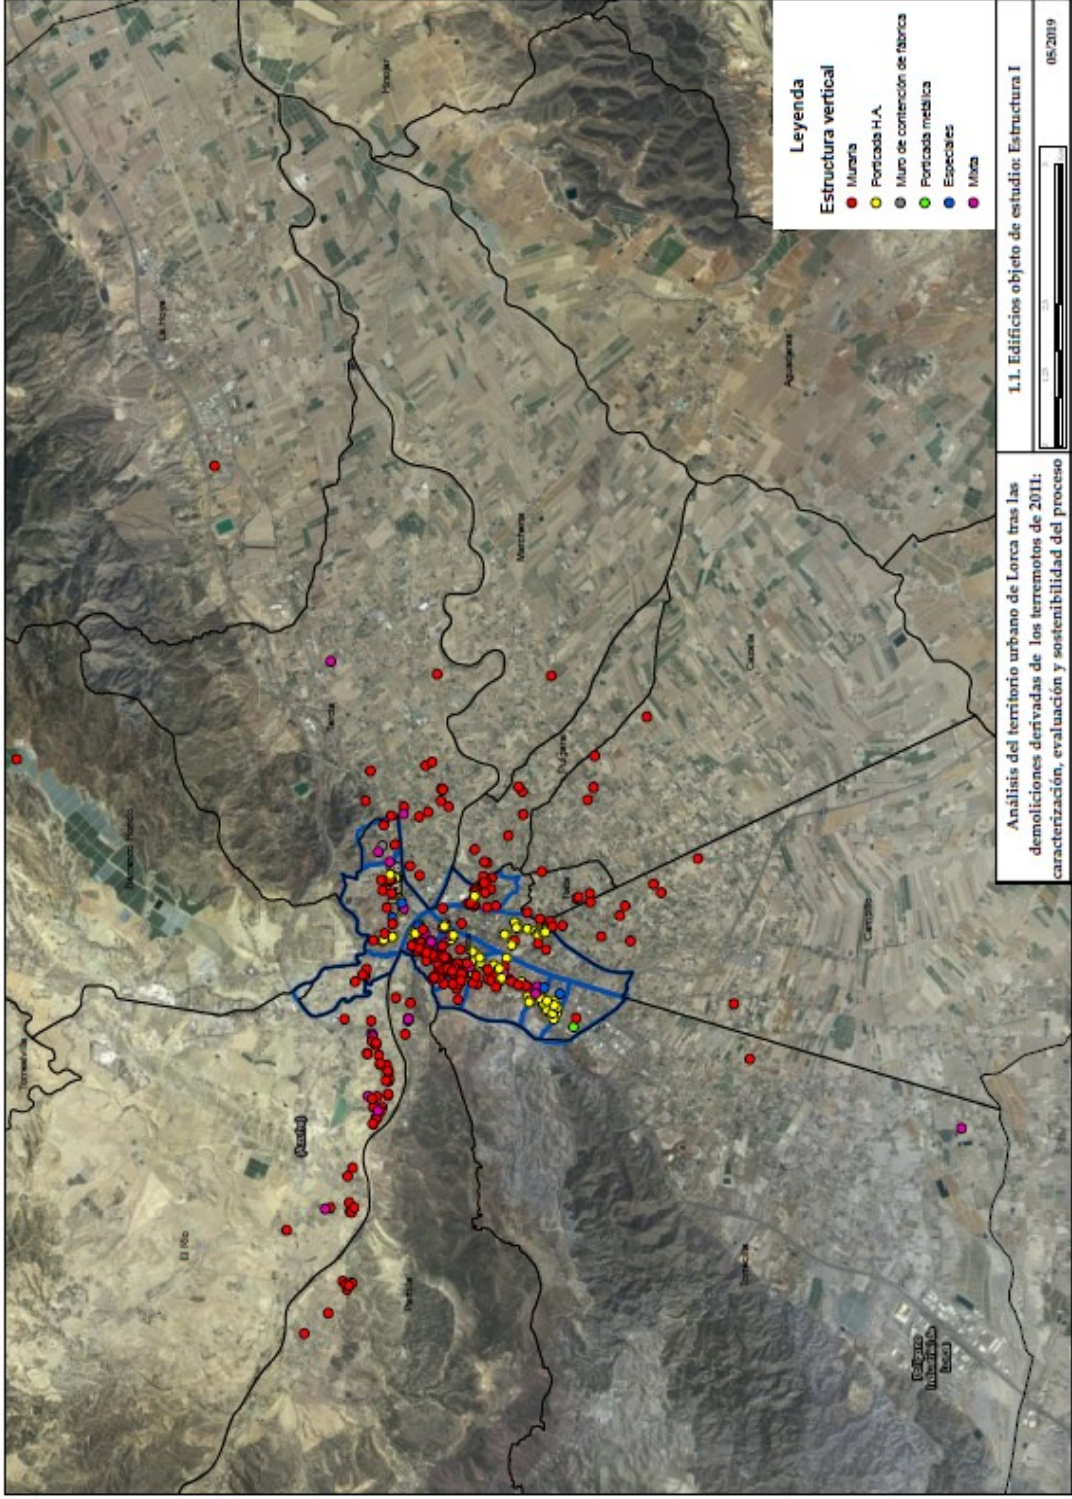 Leyenda
Estructura vertical
Muraria
Porticada H.A.
Muro de contención de fábrica
Porticada metálica
Especiales
Mixta
Análisis del territorio urbano de Lorca tras las
demoliciones derivadas de los terremotos de 2011:
caracterización, evaluación y sostenibilidad del proceso
1.1. Edificios objeto de estudio: Estructura I
05/2019
La Hoya
Marchena
Aguaderas
Tercia
Pulgara
Cazalla
Campillo
El Río
Parrilla
Torrecilla
Polígono
Industrial de
Lorca